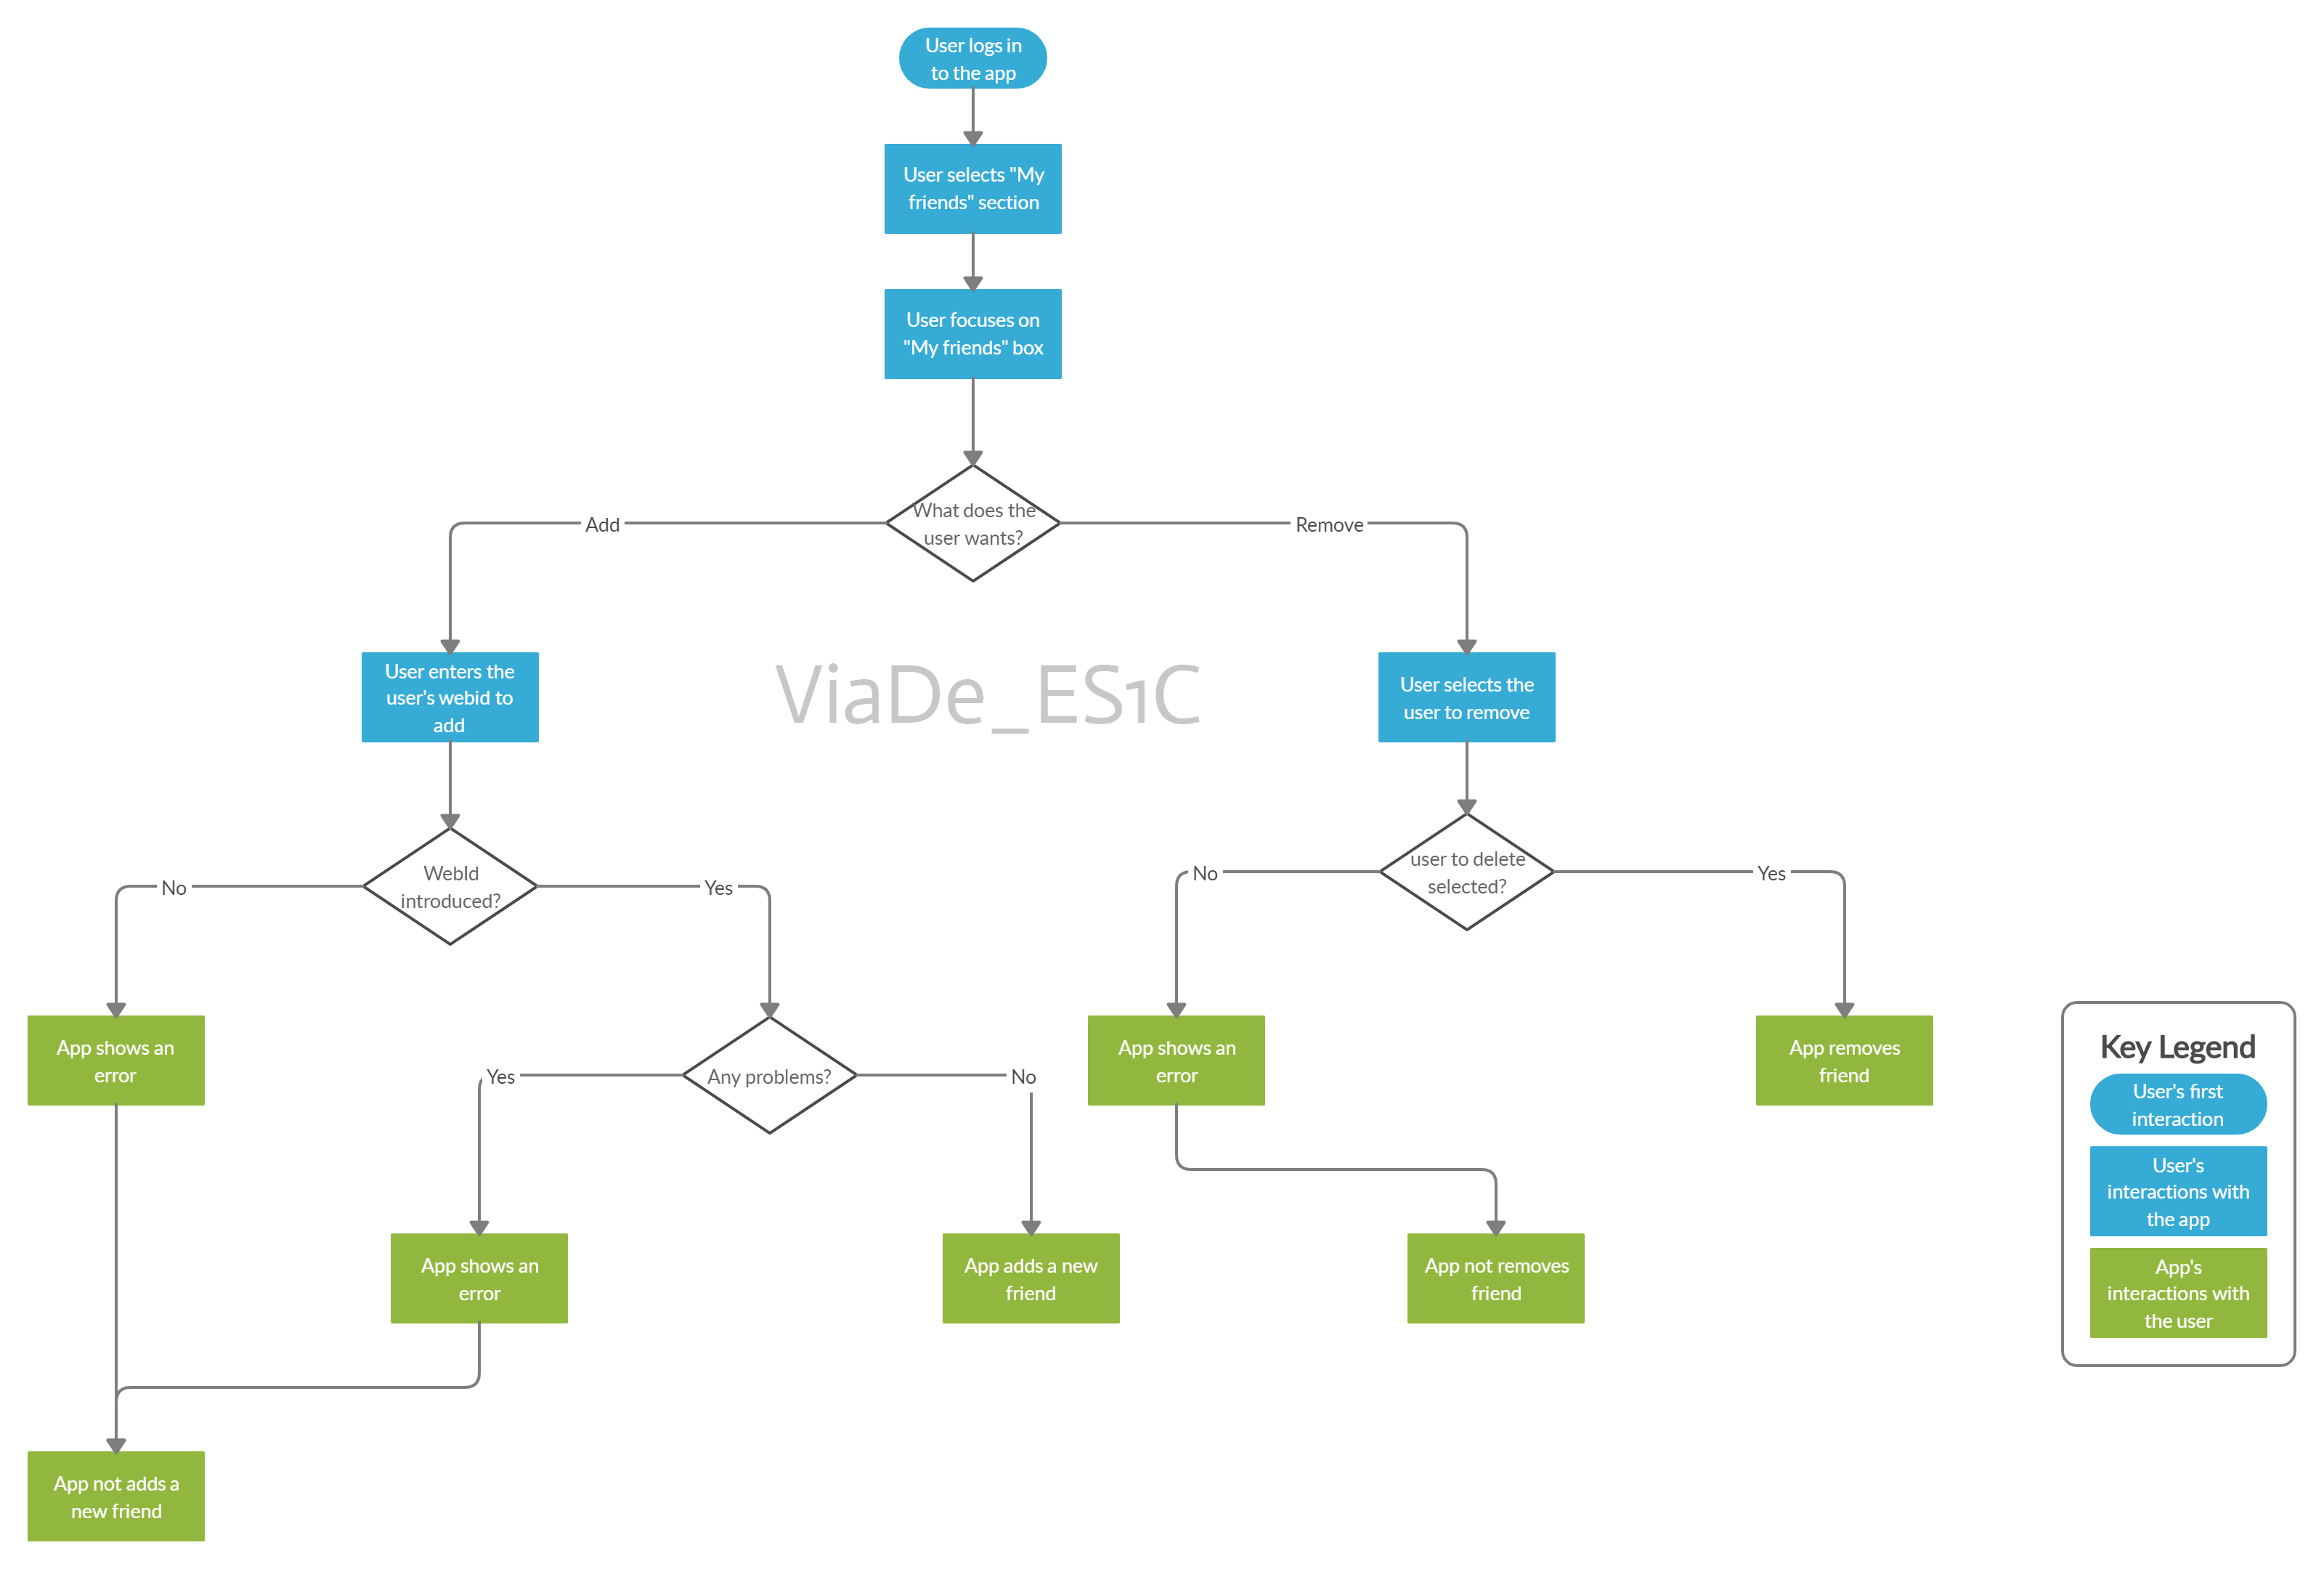 User logs in
to the app
User selects "My
friends" section
User focuses on
"My friends" box
What does the
user wants?
Add
Remove
User enters the
user's webid to
add
ViaDe_ES1C
User selects the
user to remove
WebId
introduced?
No
Yes
user to delete
selected?
No
Yes
App shows an
error
Any problems?
Yes
No
App shows an
error
App removes
friend
App shows an
error
App adds a new
friend
App not removes
friend
App not adds a
new friend
Key Legend
User's first
interaction
User's
interactions with
the app
App's
interactions with
the user